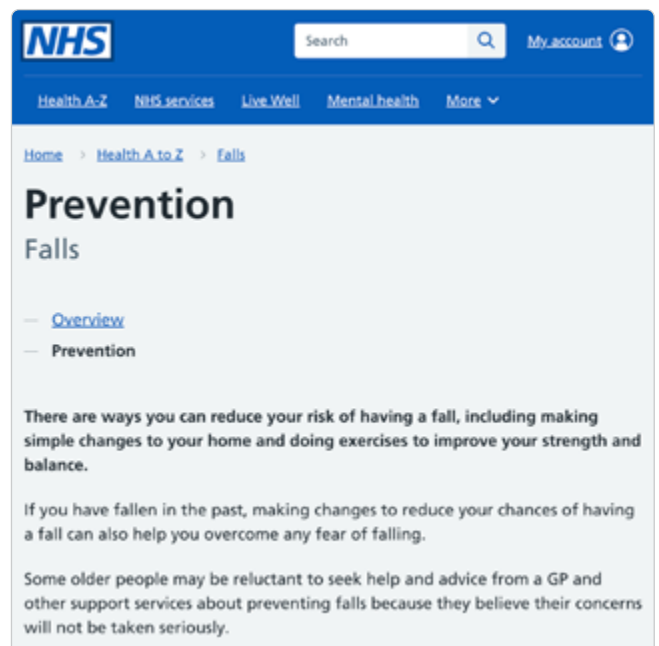 NHS
Search
My account
Health A-Z NHS services Live Well Mental health More
Home > Health A to Z > Falls
Prevention
Falls
— Overview
— Prevention
There are ways you can reduce your risk of having a fall, including making
simple changes to your home and doing exercises to improve your strength and
balance.
If you have fallen in the past, making changes to reduce your chances of having
a fall can also help you overcome any fear of falling.
Some older people may be reluctant to seek help and advice from a GP and
other support services about preventing falls because they believe their concerns
will not be taken seriously.